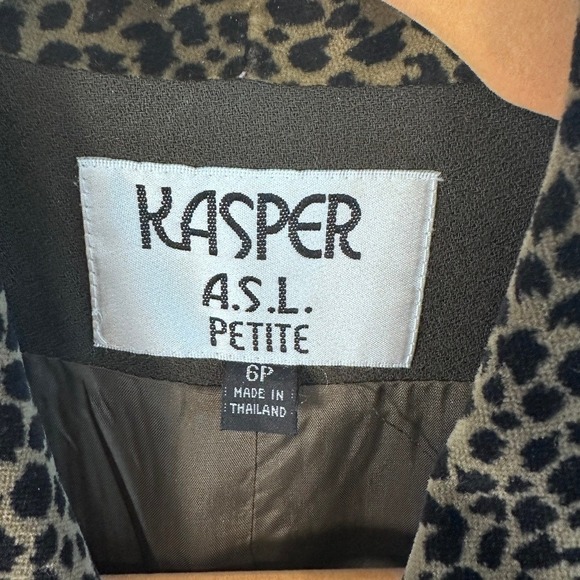 KASPER
A.S.L.
PETITE
6P
MADE IN
THAILAND